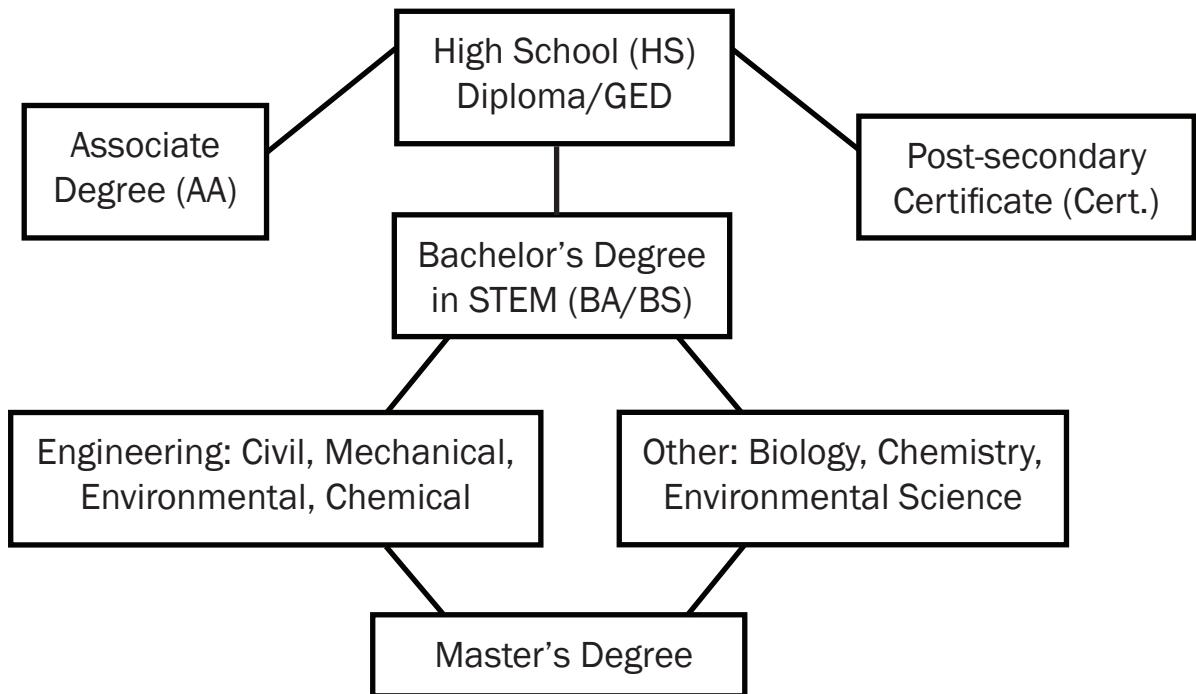 High School (HS)
Diploma/GED
Associate
Degree (AA)
Post-secondary
Certificate (Cert.)
Bachelor’s Degree
in STEM (BA/BS)
Engineering: Civil, Mechanical,
Environmental, Chemical
Other: Biology, Chemistry,
Environmental Science
Master’s Degree